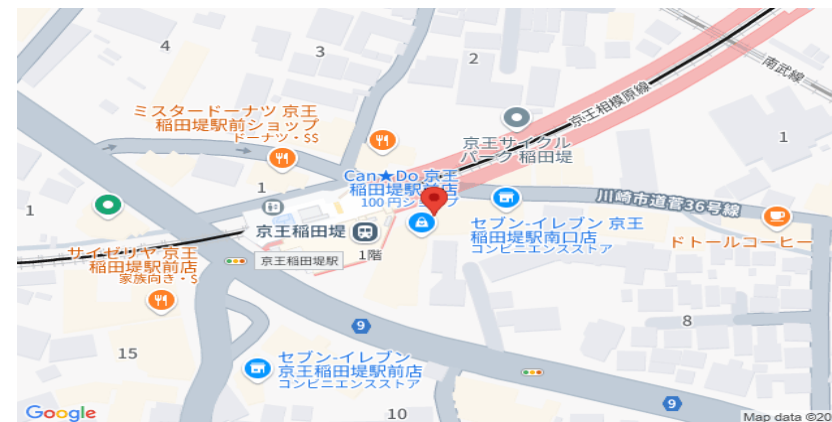 4
3
2
南武線
ミスタードーナツ 京王
稲田堤駅前ショップ
ドーナツ・$S
京王相模原線
京王サイクル
パーク 稲田堤
1
Can★Do 京王
稲田堤駅前店
100 円ショップ
1
1
川崎市道菅36号線
セブン-イレブン 京王
稲田堤駅南口店
コンビニエンスストア
ドトールコーヒー
京王稲田堤
1階
京王稲田堤駅
サイゼリヤ 京王
稲田堤駅前店
家族向き・$
9
8
15
セブン‐イレブン
京王稲田堤駅前店
コンビニエンスストア
9
10
Google
Map data ©20